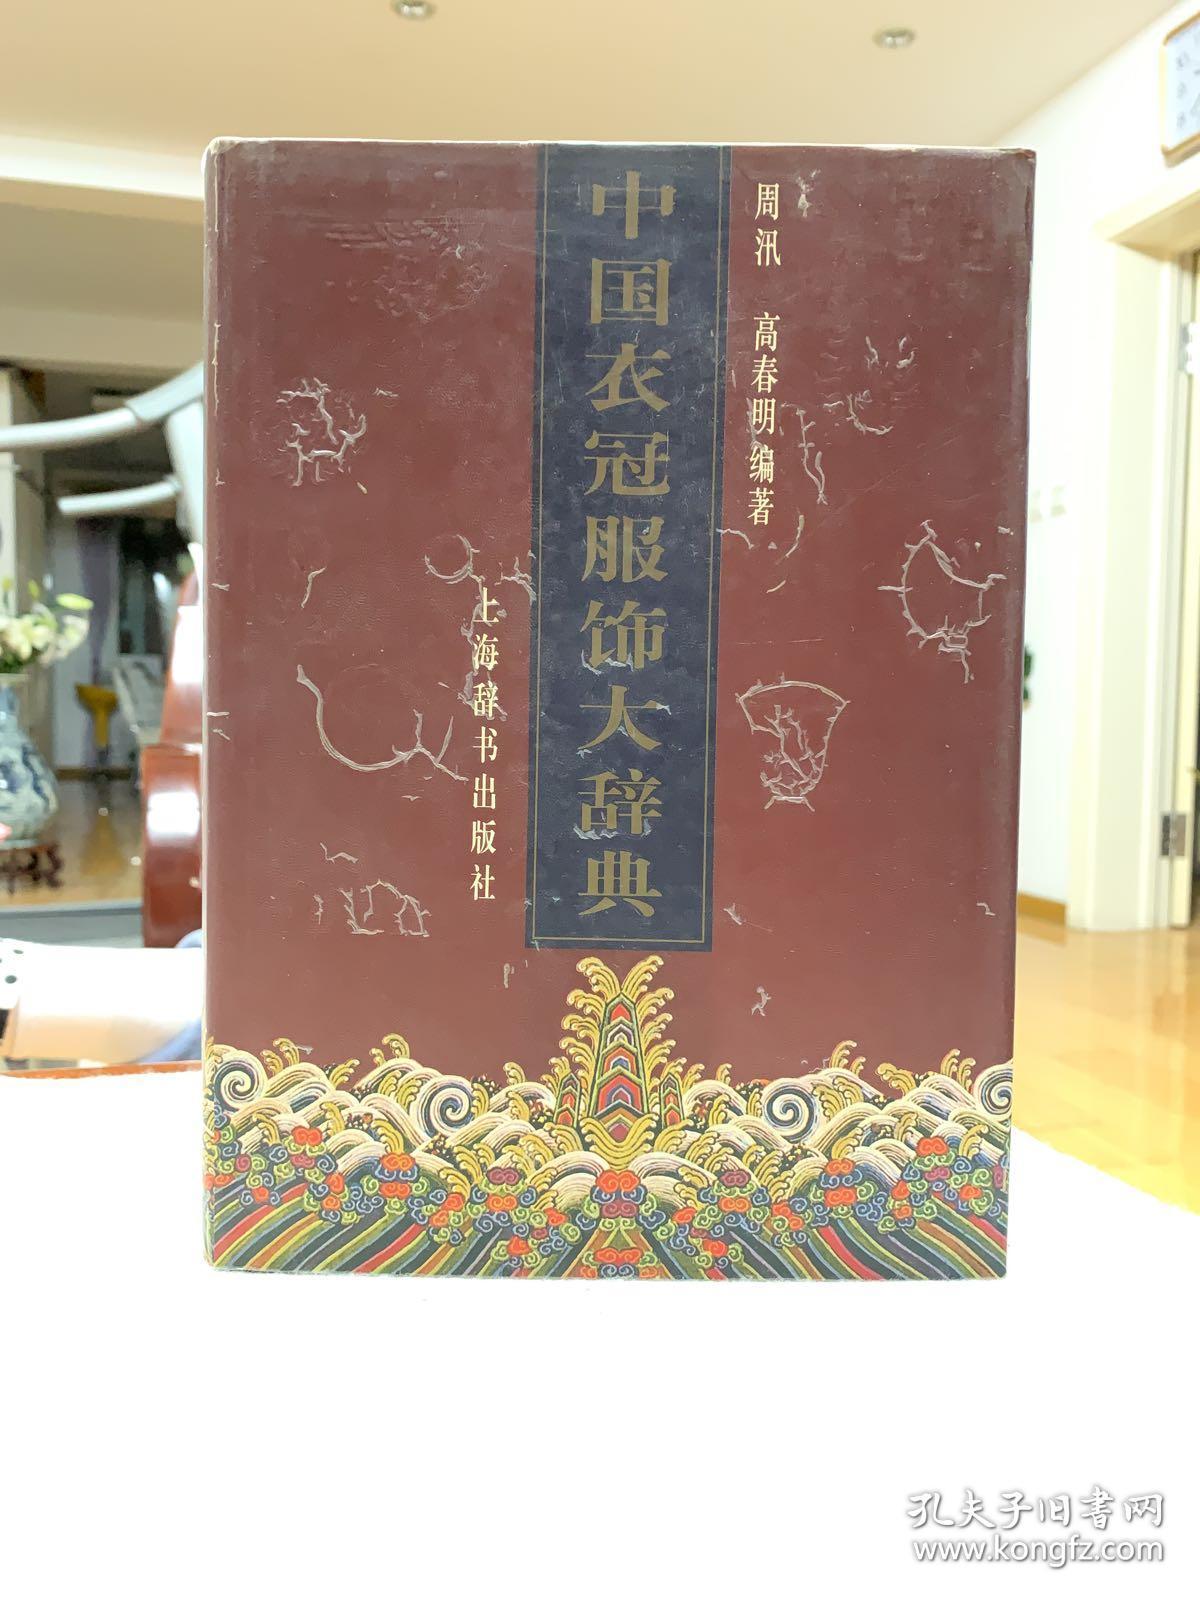 周汛 高春明编著
中国衣冠服饰大辞典
上海辞书出版社
孔夫子旧书网
www.kongfz.com